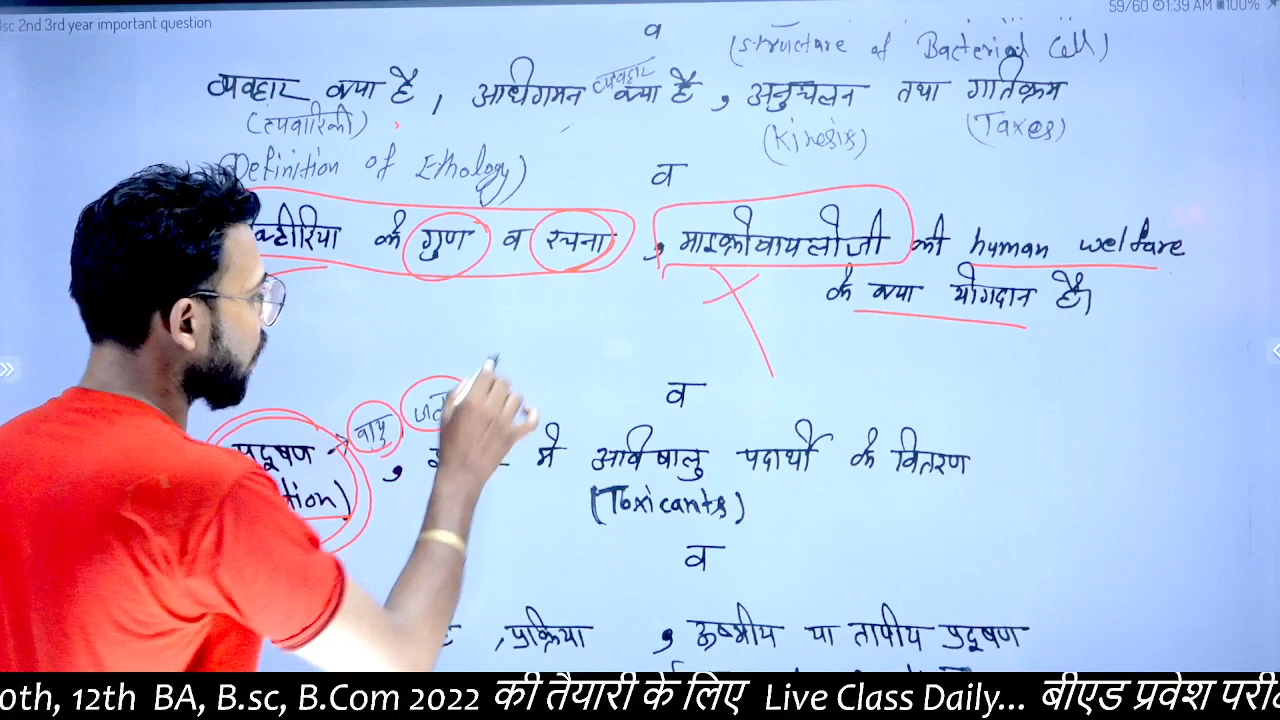 sc 2nd 3rd year important question
59/60 1:39 AM 100%
व
(structure of Bacterial Cell)
व्यवहार क्या है, आधिगमन व्यवहार क्या है, अनुचलन तथा गतिक्रम
(Kinesis) (Taxes)
Definition of Ethology)
व
के गुण व रचना, माइक्रोबायलोजी की human welfare
के क्या योगदान है।
व
प्रदूषण → वायु
, में आविषालु पदार्थो के वितरण
(Toxicants)
व
, प्रक्रिया , ऊष्मीय या तापीय प्रदूषण
0th, 12th BA, B.sc, B.Com 2022 की तैयारी के लिए Live Class Daily... बीएड प्रवेश परी